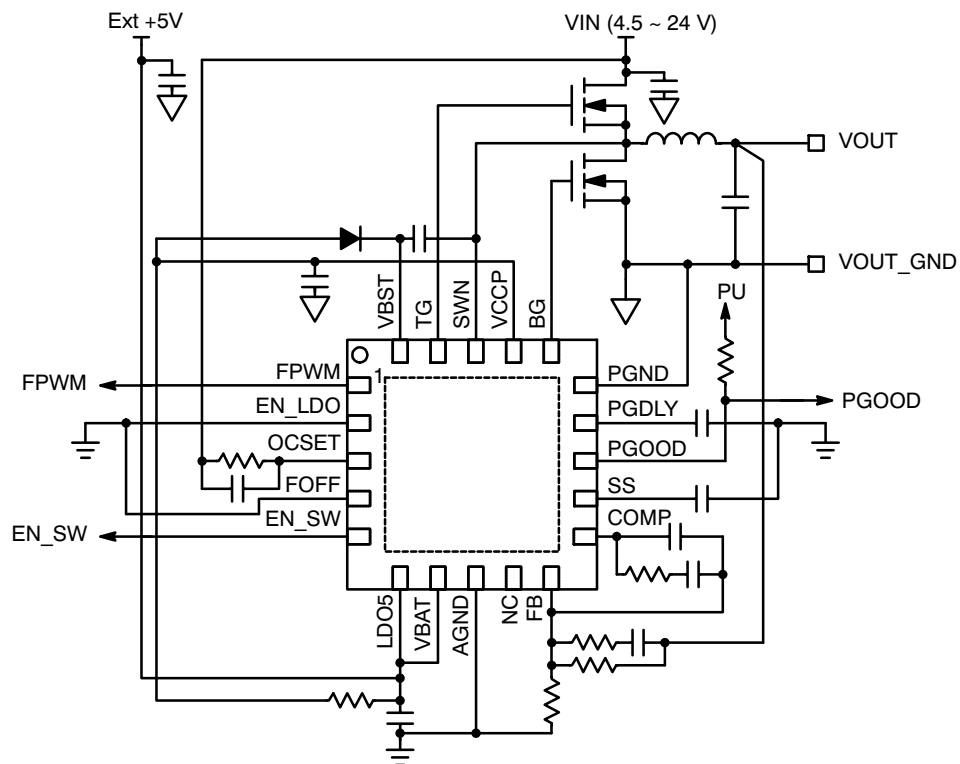 Ext +5V
VIN (4.5 ~ 24 V)
VOUT
VOUT_GND
PU
VBST
TG
SWN
VCCP
BG
1
FPWM
FPWM
PGND
PGOOD
EN_LDO
PGDLY
OCSET
PGOOD
FOFF
SS
EN_SW
EN_SW
COMP
LDO5
VBAT
AGND
NC
FB